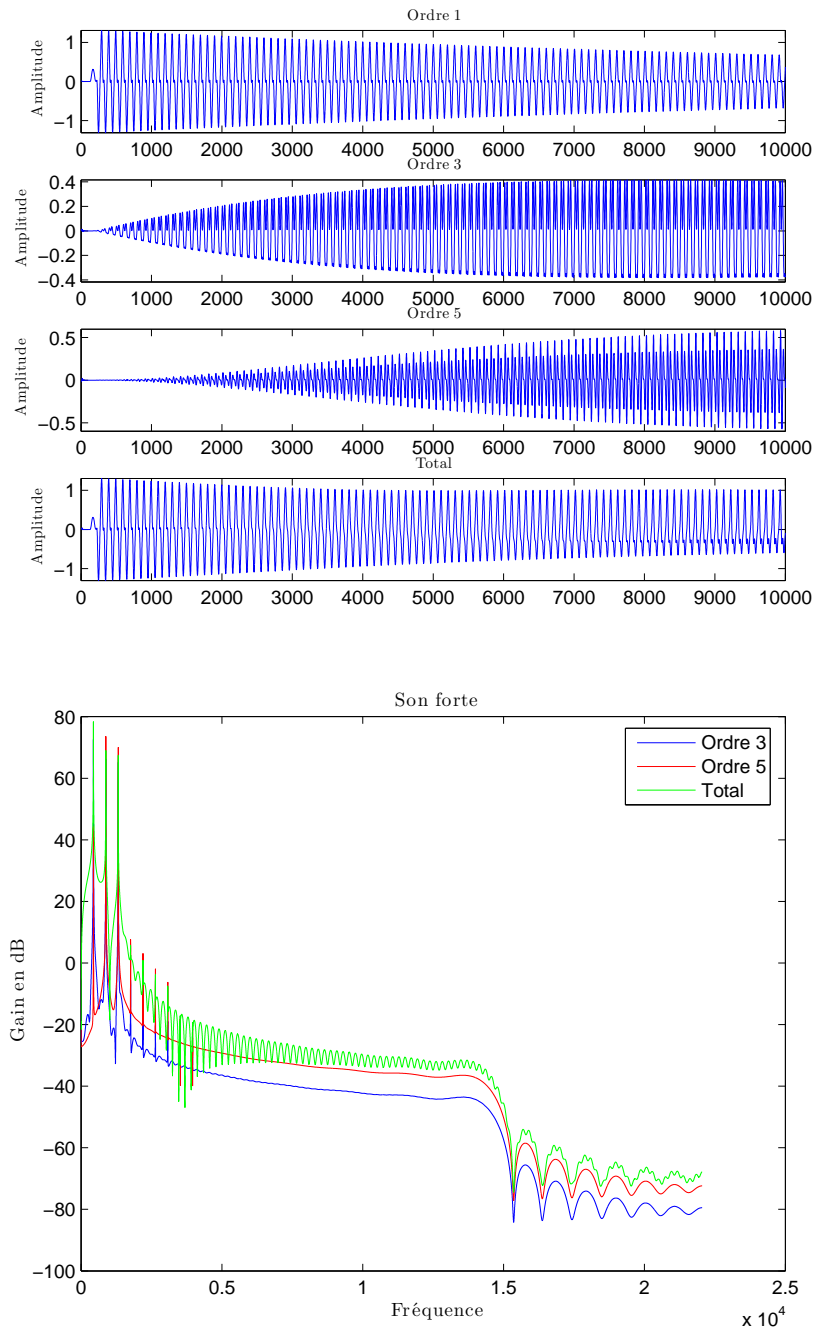 Ordre 1
Amplitude
1
0
−1
0 1000 2000 3000 4000 5000 6000 7000 8000 9000 10000
Ordre 3
Amplitude
0.4
0.2
0
−0.2
−0.4
0 1000 2000 3000 4000 5000 6000 7000 8000 9000 10000
Ordre 5
Amplitude
0.5
0
−0.5
0 1000 2000 3000 4000 5000 6000 7000 8000 9000 10000
Total
Amplitude
1
0
−1
0 1000 2000 3000 4000 5000 6000 7000 8000 9000 10000
Son forte
Gain en dB
80
60
40
20
0
−20
−40
−60
−80
−100
Ordre 3
Ordre 5
Total
0 0.5 1 1.5 2 2.5
Fréquence
x 10^4